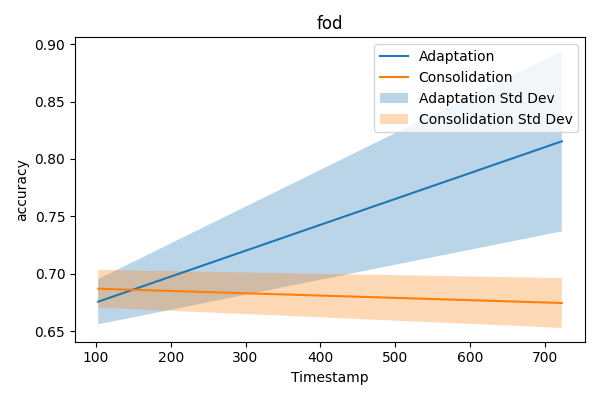 fod
Adaptation
Consolidation
Adaptation Std Dev
Consolidation Std Dev
accuracy
0.90
0.85
0.80
0.75
0.70
0.65
100 200 300 400 500 600 700
Timestamp